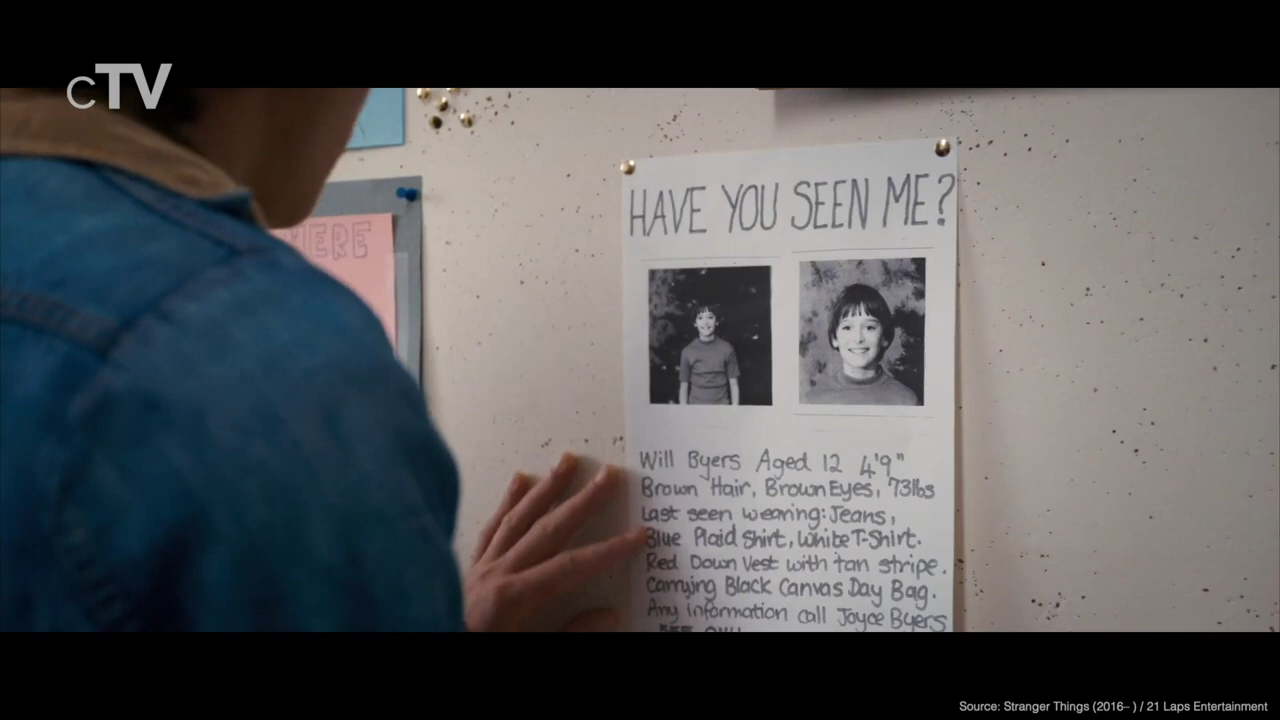 cTV
HERE
HAVE YOU SEEN ME?
Will Byers Aged 12 4'9"
Brown Hair, Brown Eyes, 73lbs
Last seen wearing: Jeans,
Blue Plaid Shirt, White T-Shirt.
Red Down Vest with tan stripe.
Carrying Black Canvas Day Bag.
Any information call Joyce Byers
Source: Stranger Things (2016– ) / 21 Laps Entertainment